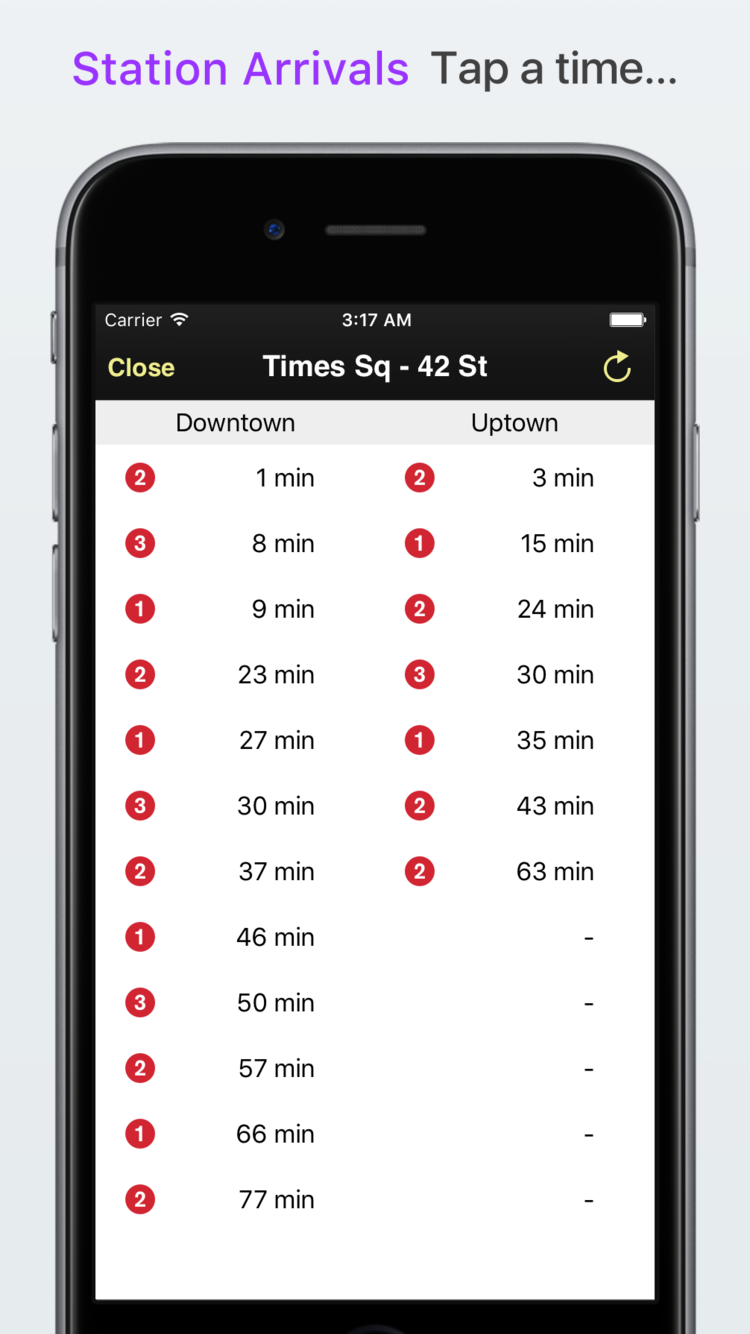 Station Arrivals Tap a time...
Carrier 3:17 AM
Close Times Sq - 42 St
Downtown Uptown
2 1 min 2 3 min
3 8 min 1 15 min
1 9 min 2 24 min
2 23 min 3 30 min
1 27 min 1 35 min
3 30 min 2 43 min
2 37 min 2 63 min
1 46 min -
3 50 min -
2 57 min -
1 66 min -
2 77 min -